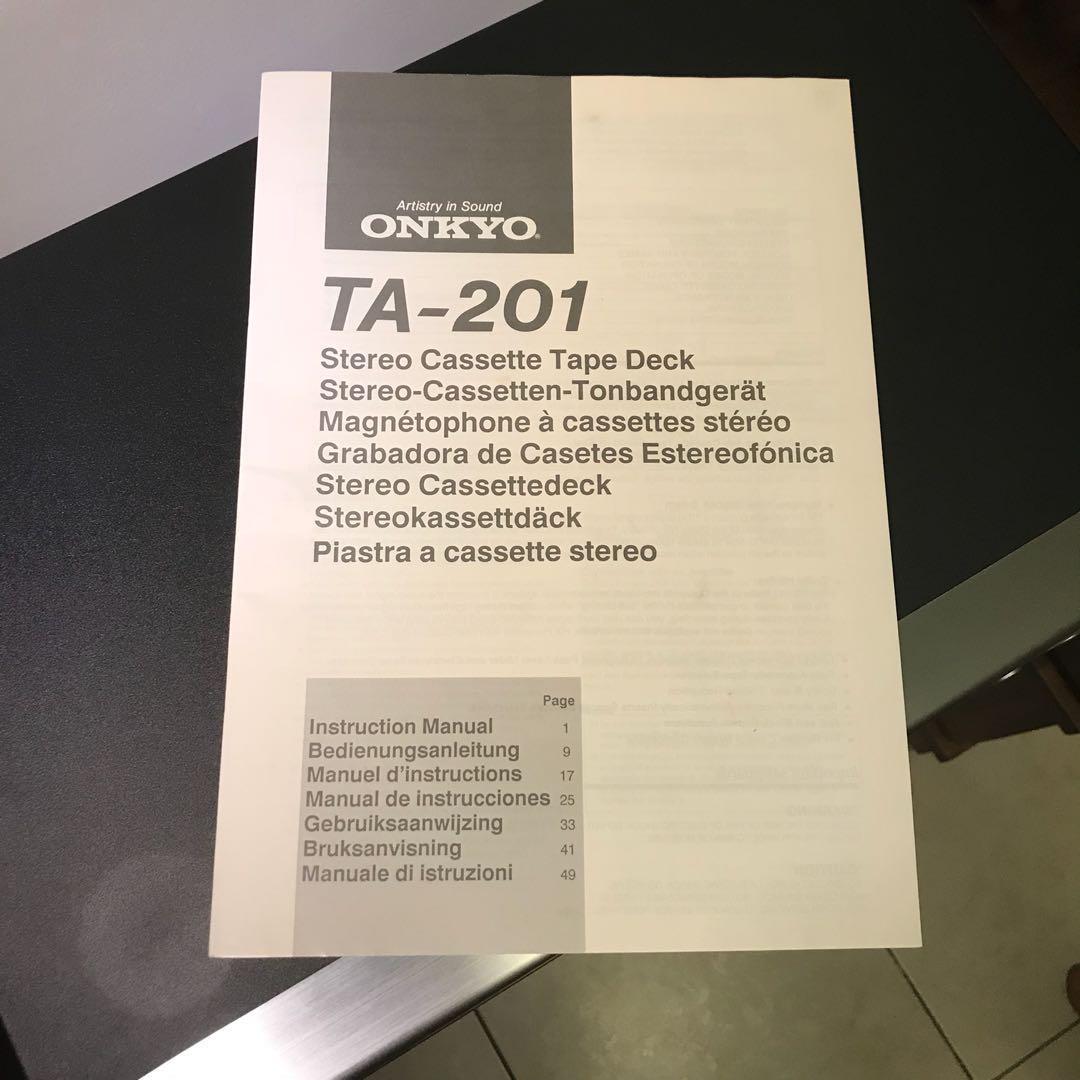 Artistry in Sound
ONKYO®
TA-201
Stereo Cassette Tape Deck
Stereo-Cassetten-Tonbandgerät
Magnétophone à cassettes stéréo
Grabadora de Casetes Estereofónica
Stereo Cassettedeck
Stereokassettdäck
Piastra a cassette stereo
Page
Instruction Manual 1
Bedienungsanleitung 9
Manuel d'instructions 17
Manual de instrucciones 25
Gebruiksaanwijzing 33
Bruksanvisning 41
Manuale di istruzioni 49